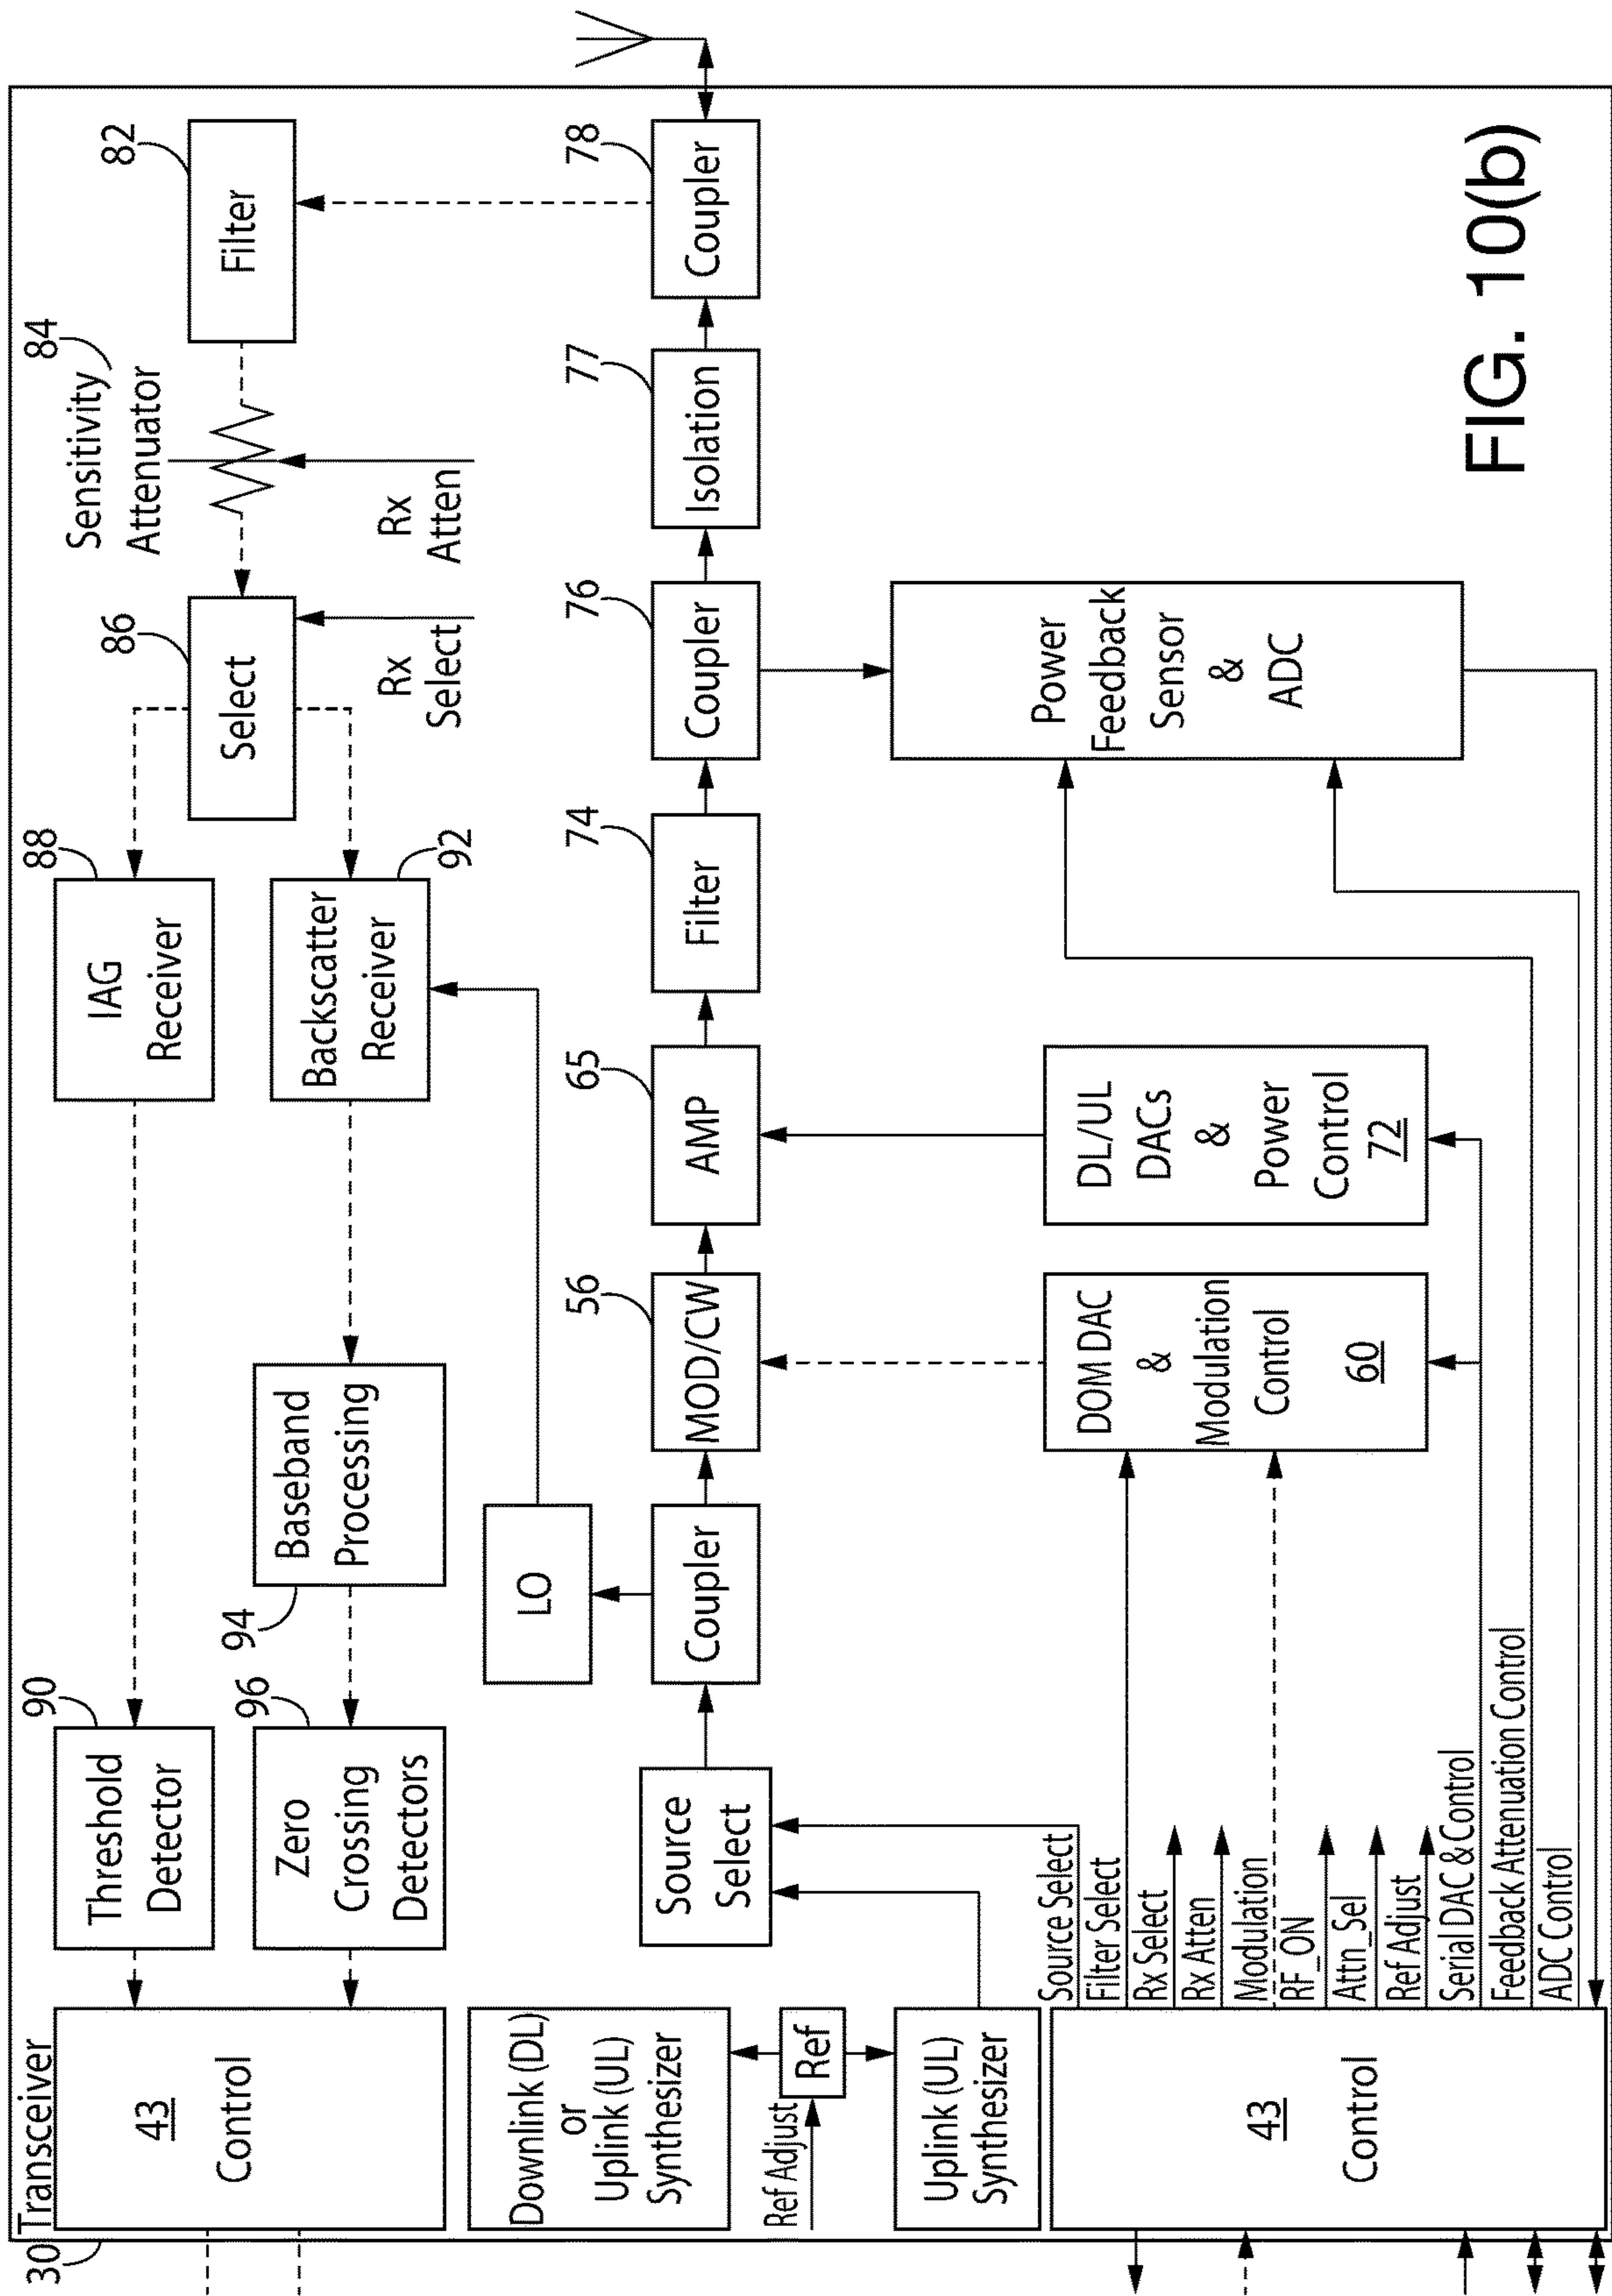 30
Transceiver
43
Control
90
Threshold
Detector
88
IAG
Receiver
84
Sensitivity
Attenuator
82
Filter
86
Select
Rx
Select
Rx
Atten
96
Zero
Crossing
Detectors
94
Baseband
Processing
92
Backscatter
Receiver
LO
Downlink (DL)
or
Uplink (UL)
Synthesizer
Ref Adjust
Ref
Uplink (UL)
Synthesizer
Source
Select
Coupler
56
MOD/CW
65
AMP
74
Filter
76
Coupler
77
Isolation
78
Coupler
43
Control
Source Select
Filter Select
Rx Select
Rx Atten
Modulation
RF_ON
Attn_Sel
Ref Adjust
Serial DAC & Control
Feedback Attenuation Control
ADC Control
DOM DAC
&
Modulation
Control
60
DL/UL
DACs
&
Power
Control
72
Power
Feedback
Sensor
&
ADC
FIG. 10(b)